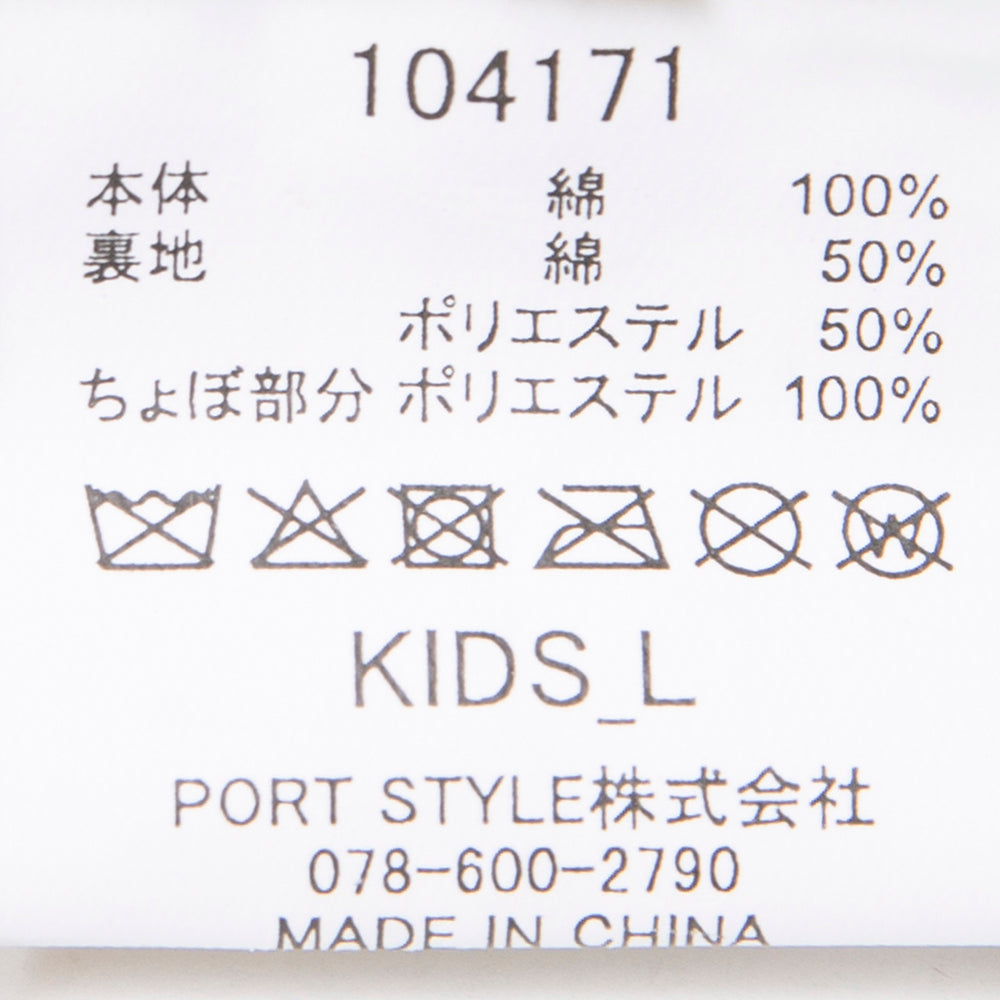 104171
本体 綿 100%
裏地 綿 50%
ポリエステル 50%
ちょぼ部分 ポリエステル 100%
KIDS_L
PORT STYLE株式会社
078-600-2790
MADE IN CHINA